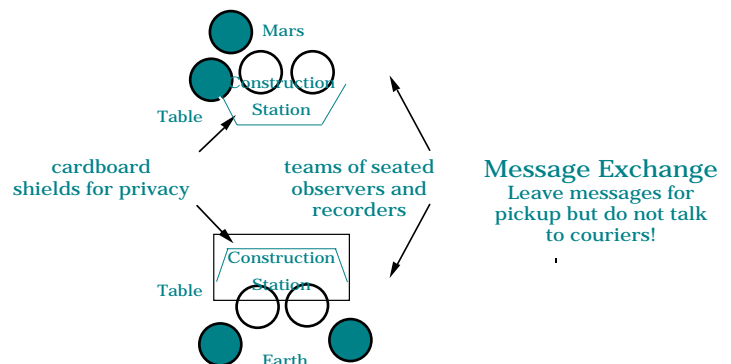 Mars
Construction
Station
Table
cardboard
shields for privacy
teams of seated
observers and
recorders
Message Exchange
Leave messages for
pickup but do not talk
to couriers!
Construction
Station
Table
Earth